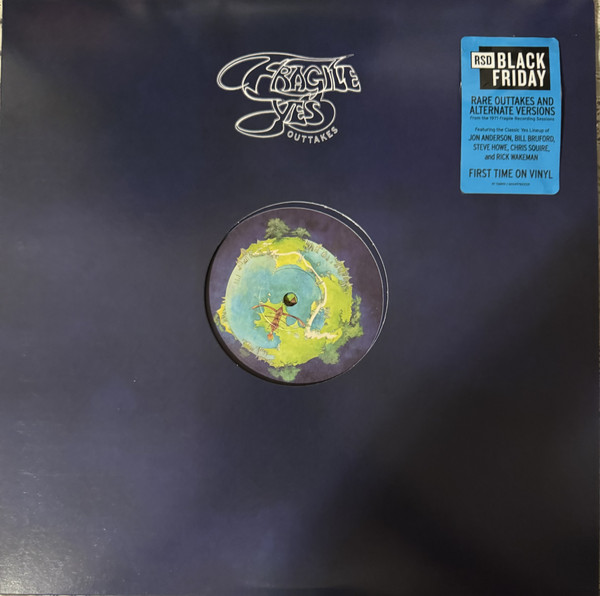 FRAGILE
YES
OUTTAKES
RSD BLACK
FRIDAY
RARE OUTTAKES AND
ALTERNATE VERSIONS
From the 1971 Fragile Recording Sessions
Featuring the Classic Yes Lineup of
JON ANDERSON, BILL BRUFORD,
STEVE HOWE, CHRIS SQUIRE,
and RICK WAKEMAN
FIRST TIME ON VINYL